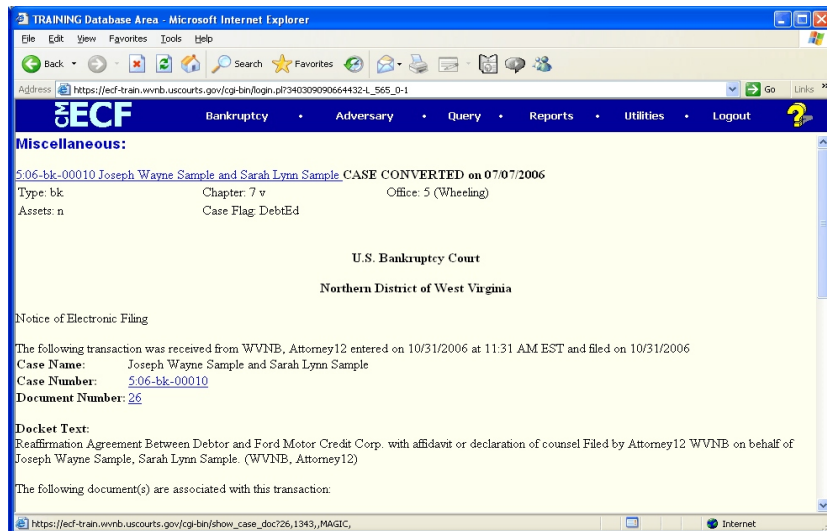 TRAINING Database Area - Microsoft Internet Explorer
File Edit View Favorites Tools Help
Back Search Favorites
Address https://ecf-train.wvnb.uscourts.gov/cgi-bin/login.pl?340309090664432-L_565_0-1 Go Links »
CM ECF Bankruptcy • Adversary • Query • Reports • Utilities • Logout ?
Miscellaneous:
5:06-bk-00010 Joseph Wayne Sample and Sarah Lynn Sample CASE CONVERTED on 07/07/2006
Type: bk Chapter: 7 v Office: 5 (Wheeling)
Assets: n Case Flag: DebtEd
U.S. Bankruptcy Court
Northern District of West Virginia
Notice of Electronic Filing
The following transaction was received from WVNB, Attorney12 entered on 10/31/2006 at 11:31 AM EST and filed on 10/31/2006
Case Name: Joseph Wayne Sample and Sarah Lynn Sample
Case Number: 5:06-bk-00010
Document Number: 26
Docket Text:
Reaffirmation Agreement Between Debtor and Ford Motor Credit Corp. with affidavit or declaration of counsel Filed by Attorney12 WVNB on behalf of
Joseph Wayne Sample, Sarah Lynn Sample. (WVNB, Attorney12)
The following document(s) are associated with this transaction:
https://ecf-train.wvnb.uscourts.gov/cgi-bin/show_case_doc?26,1343,,MAGIC, Internet